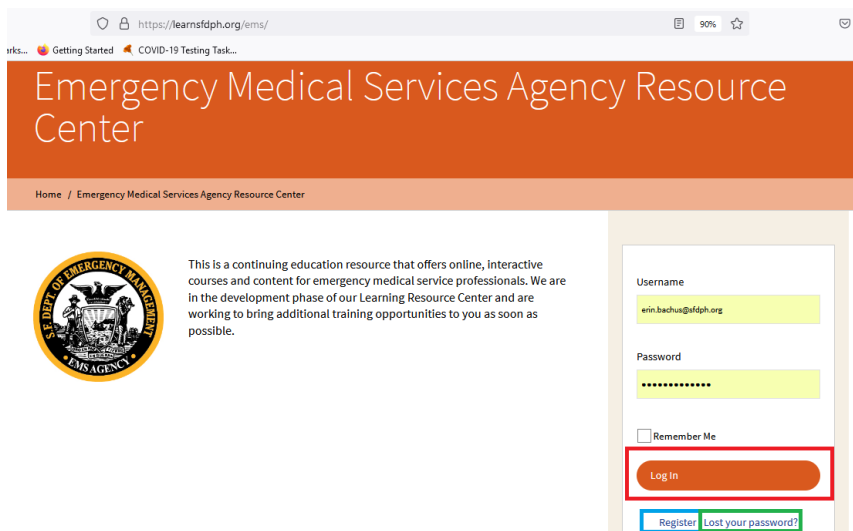 https://learnsfdph.org/ems/
90%
arks...
Getting Started
COVID-19 Testing Task...
Emergency Medical Services Agency Resource
Center
Home / Emergency Medical Services Agency Resource Center
S.F. DEPT. OF EMERGENCY MANAGEMENT
• EMS AGENCY •
This is a continuing education resource that offers online, interactive
courses and content for emergency medical service professionals. We are
in the development phase of our Learning Resource Center and are
working to bring additional training opportunities to you as soon as
possible.
Username
erin.bachus@sfdph.org
Password
•••••••••••••
Remember Me
Log In
Register Lost your password?